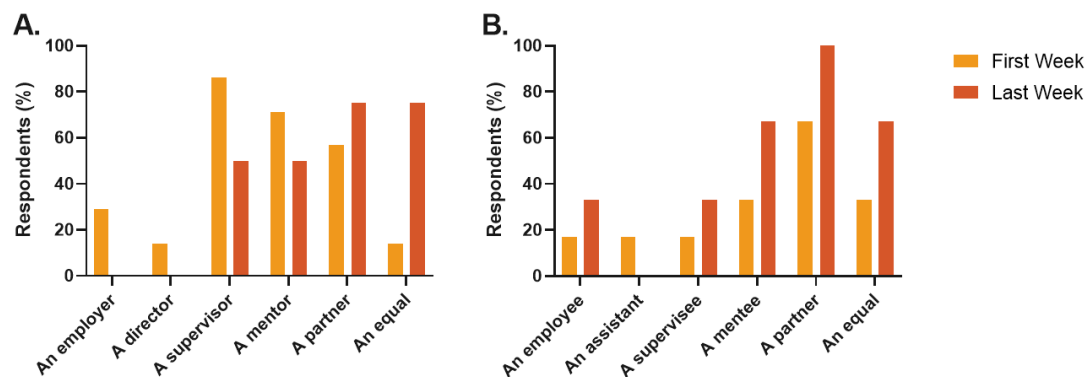 A.
Respondents (%)
100
80
60
40
20
0
An employer
A director
A supervisor
A mentor
A partner
An equal
B.
Respondents (%)
100
80
60
40
20
0
An employee
An assistant
A supervisee
A mentee
A partner
An equal
First Week
Last Week